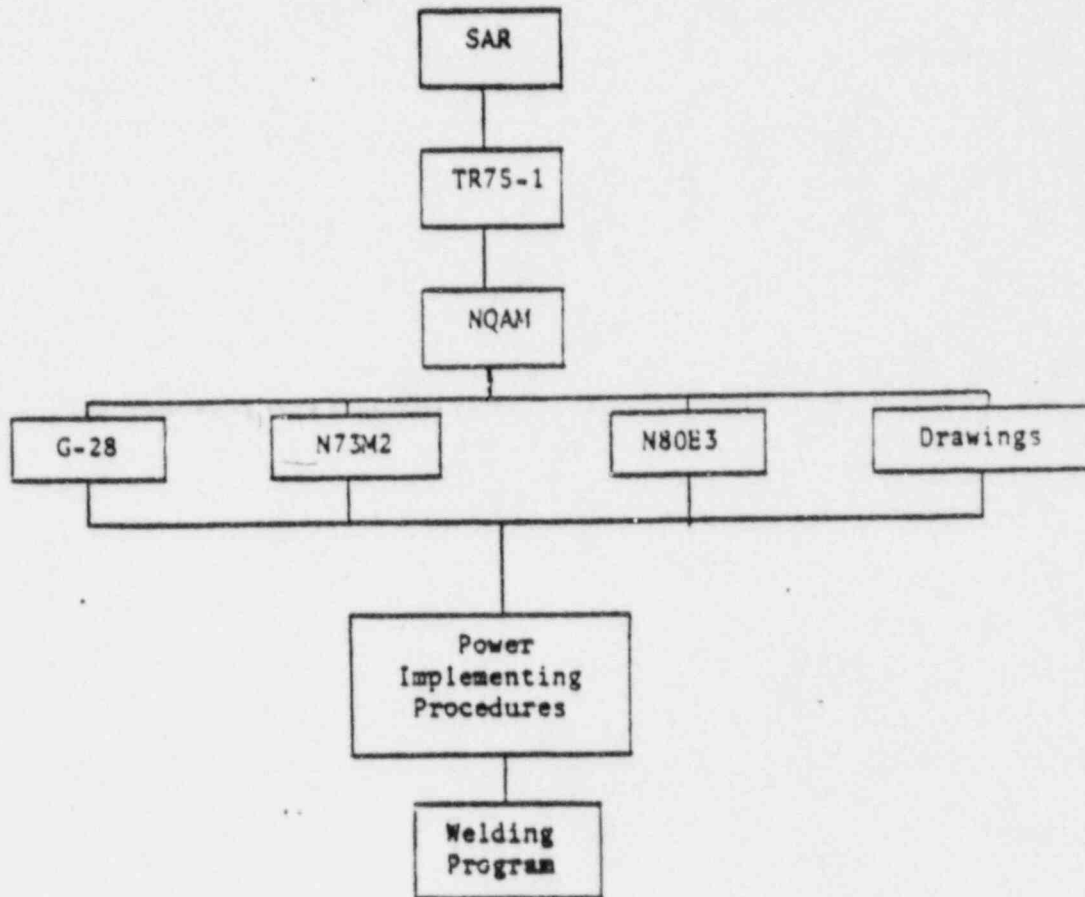 SAR
TR75-1
NQAM
G-28
N73M2
N80E3
Drawings
Power
Implementing
Procedures
Welding
Program